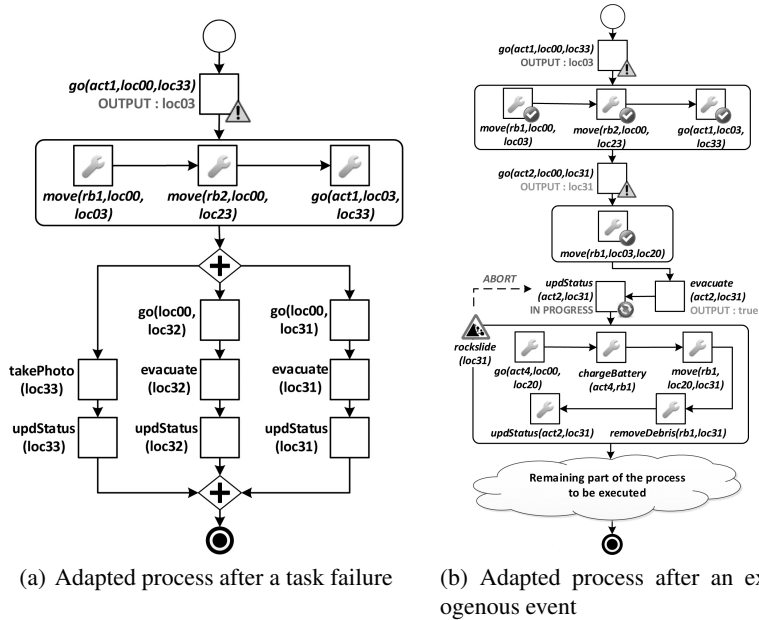 go(act1,loc00,loc33)
OUTPUT : loc03
move(rb1,loc00,
loc03)
move(rb2,loc00,
loc23)
go(act1,loc03,
loc33)
go(loc00,
loc32)
go(loc00,
loc31)
takePhoto
(loc33)
evacuate
(loc32)
evacuate
(loc31)
updStatus
(loc33)
updStatus
(loc32)
updStatus
(loc31)
(a) Adapted process after a task failure
go(act1,loc00,loc33)
OUTPUT : loc03
move(rb1,loc00,
loc03)
move(rb2,loc00,
loc23)
go(act1,loc03,
loc33)
go(act2,loc00,loc31)
OUTPUT : loc31
move(rb1,loc03,loc20)
ABORT
updStatus
(act2,loc31)
IN PROGRESS
evacuate
(act2,loc31)
OUTPUT : true
rockslide
(loc31)
go(act4,loc00,
loc20)
chargeBattery
(act4,rb1)
move(rb1,
loc20,loc31)
updStatus(act2,loc31)
removeDebris(rb1,loc31)
Remaining part of the process
to be executed
(b) Adapted process after an ex
ogenous event